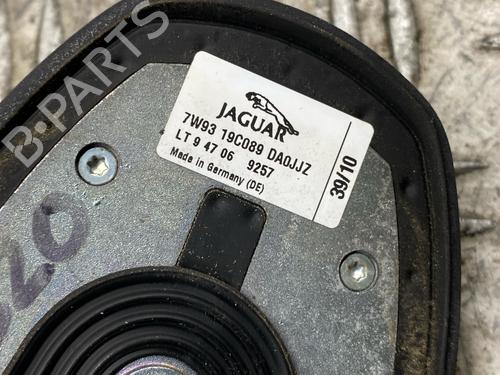 B-PARTS
JAGUAR
7W93 19C089 DA0JJZ
LT 9 47 06 9257
Made in Germany (DE)
39/10